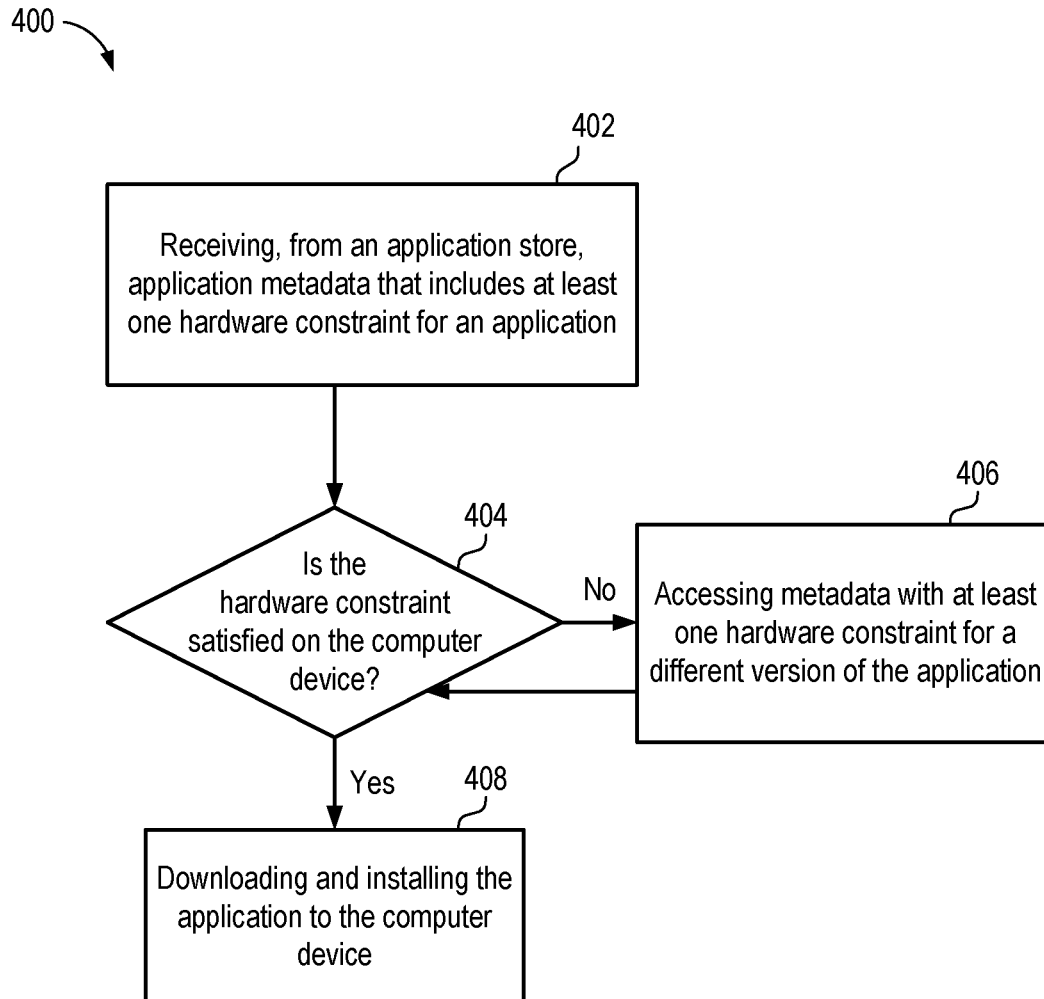 400
402
Receiving, from an application store,
application metadata that includes at least
one hardware constraint for an application
404
Is the
hardware constraint
satisfied on the computer
device?
No
406
Accessing metadata with at least
one hardware constraint for a
different version of the application
Yes
408
Downloading and installing the
application to the computer
device